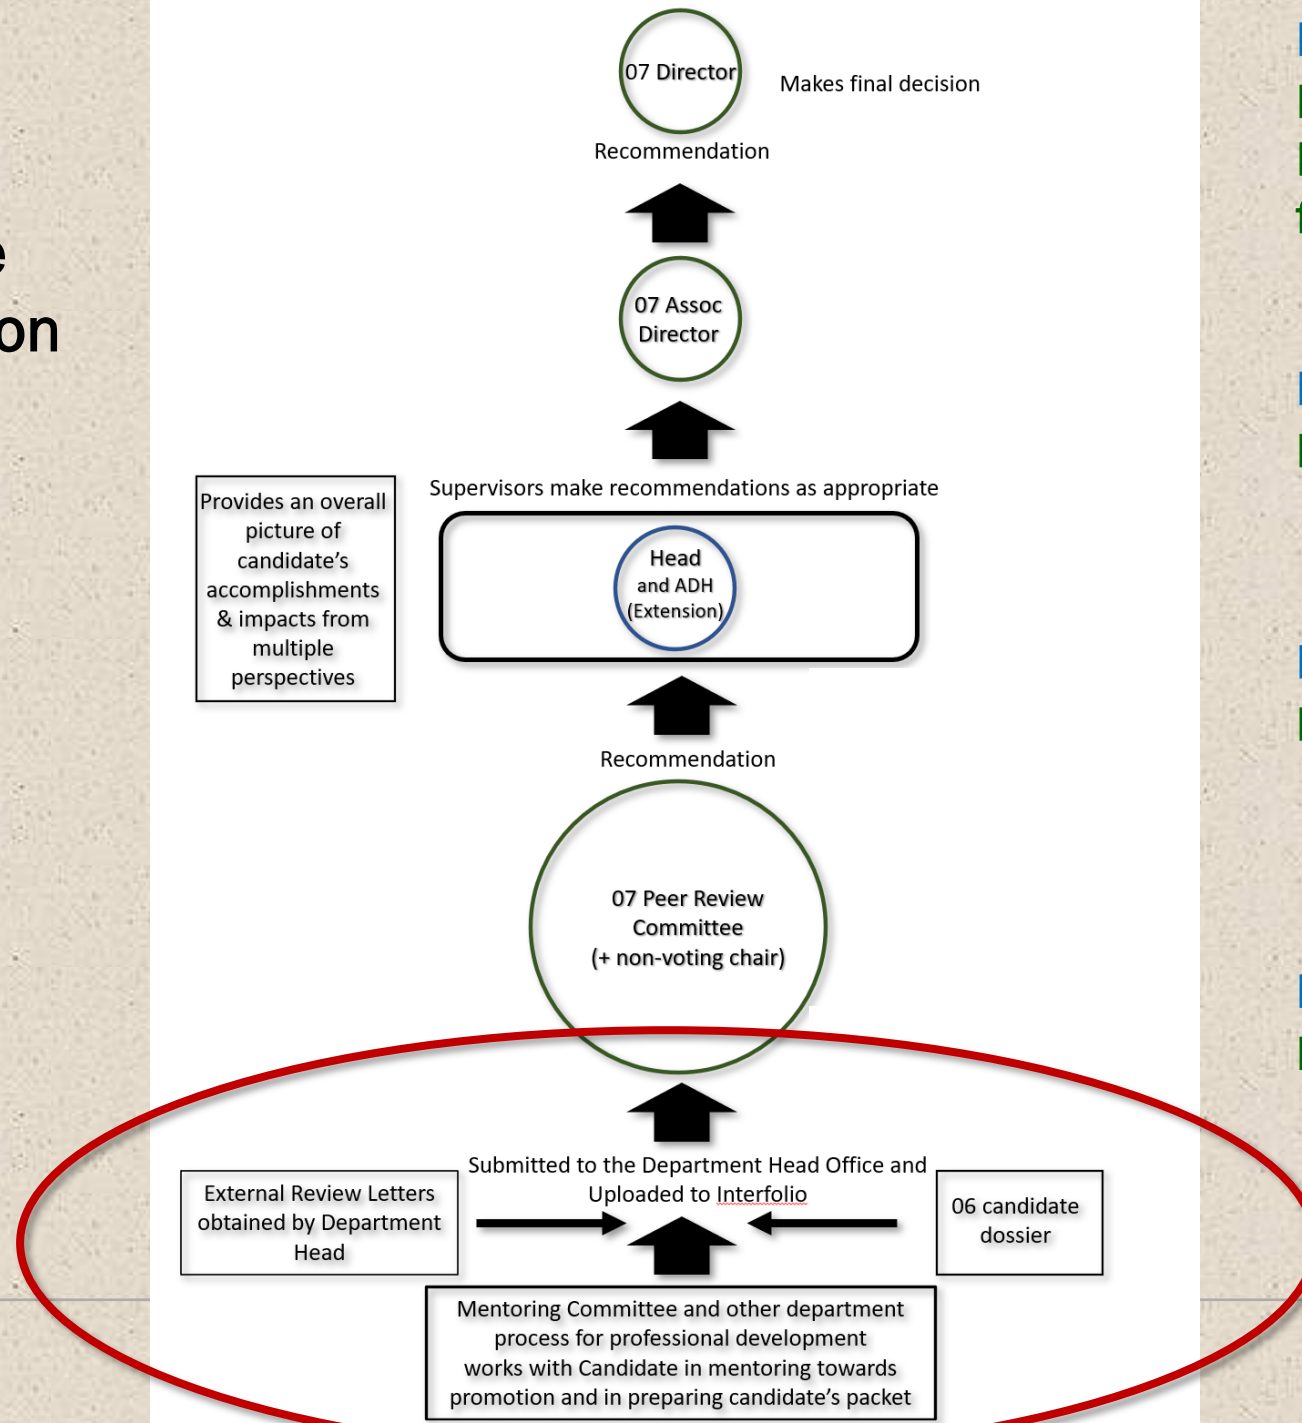 07 Director
Makes final decision
Recommendation
07 Assoc
Director
Supervisors make recommendations as appropriate
Provides an overall
picture of
candidate's
accomplishments
& impacts from
multiple
perspectives
Head
and ADH
(Extension)
Recommendation
07 Peer Review
Committee
(+ non-voting chair)
Submitted to the Department Head Office and
Uploaded to Interfolio
External Review Letters
obtained by Department
Head
06 candidate
dossier
Mentoring Committee and other department
process for professional development
works with Candidate in mentoring towards
promotion and in preparing candidate's packet